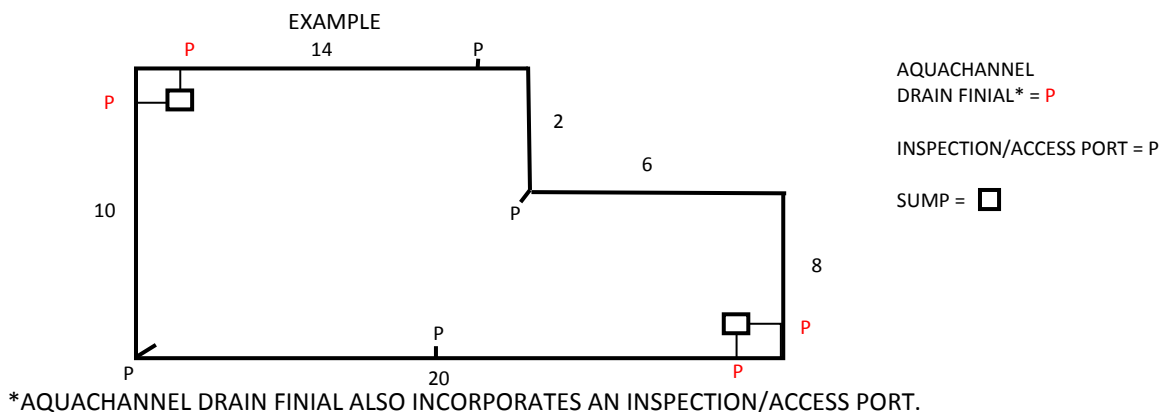 EXAMPLE
P 14 P
P
2
6
10
P
8
P
P
P 20 P
AQUACHANNEL
DRAIN FINIAL* = P
INSPECTION/ACCESS PORT = P
SUMP =
*AQUACHANNEL DRAIN FINIAL ALSO INCORPORATES AN INSPECTION/ACCESS PORT.